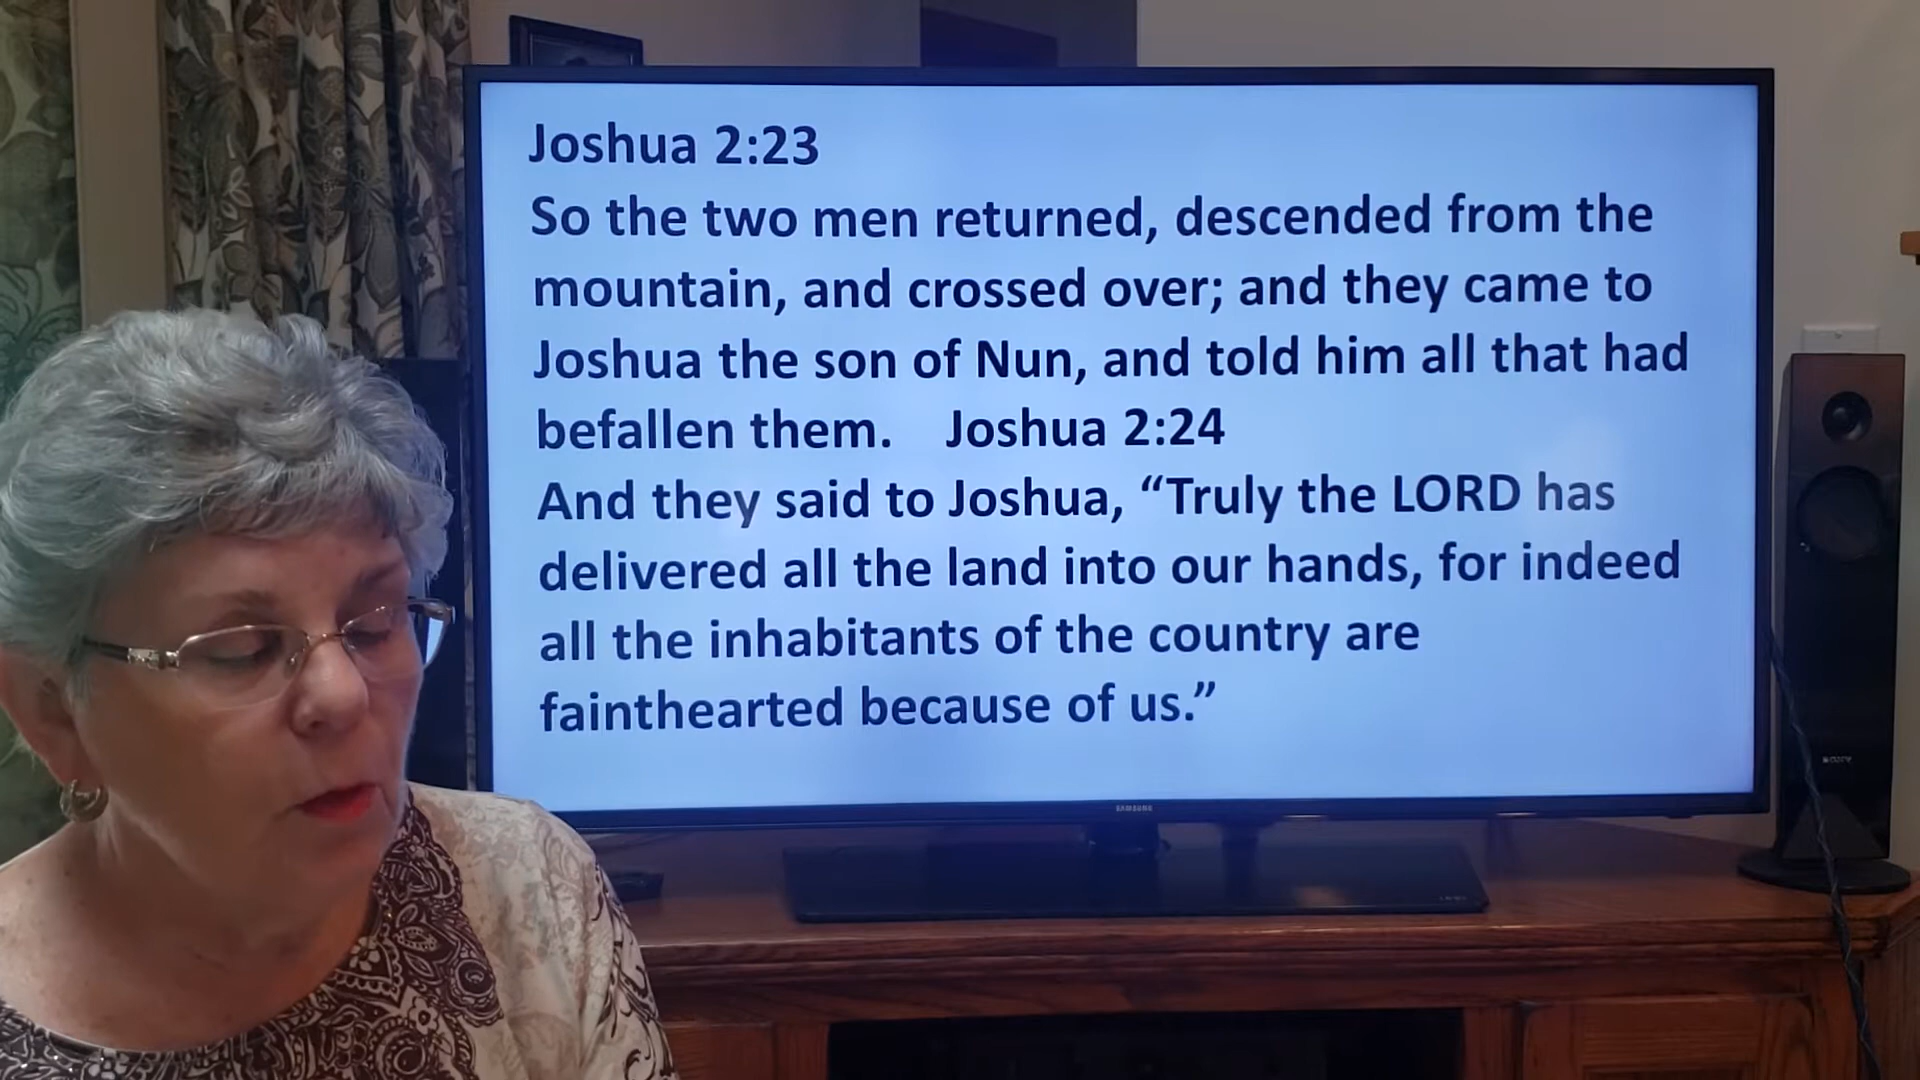 Joshua 2:23
So the two men returned, descended from the
mountain, and crossed over; and they came to
Joshua the son of Nun, and told him all that had
befallen them. Joshua 2:24
And they said to Joshua, “Truly the LORD has
delivered all the land into our hands, for indeed
all the inhabitants of the country are
fainthearted because of us.”
SONY
SAMSUNG